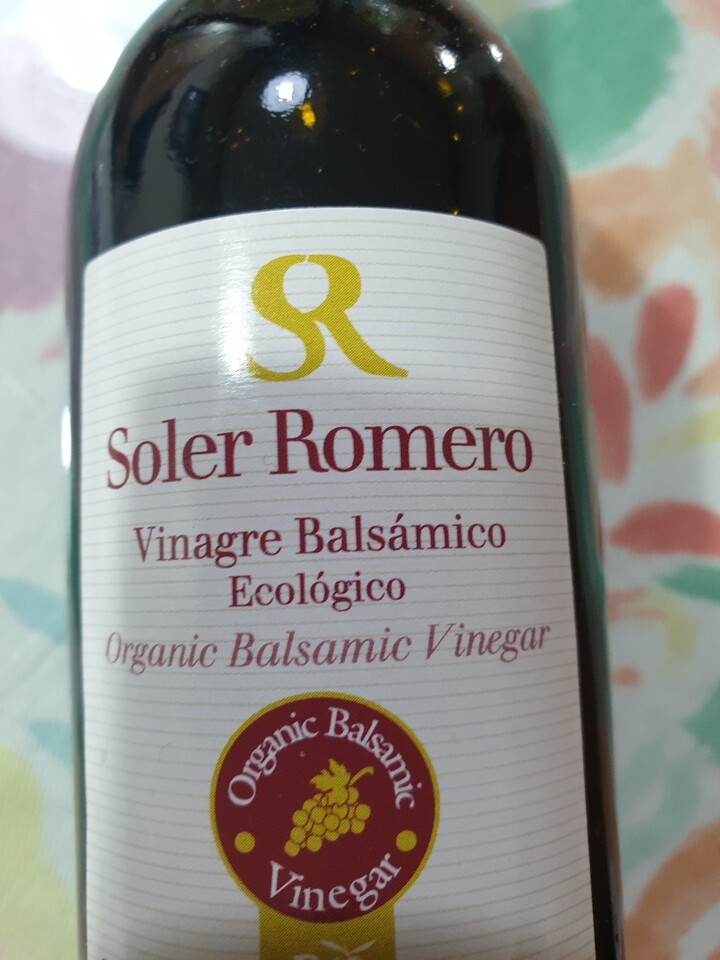 SR
Soler Romero
Vinagre Balsámico
Ecológico
Organic Balsamic Vinegar
Organic Balsamic
Vinegar